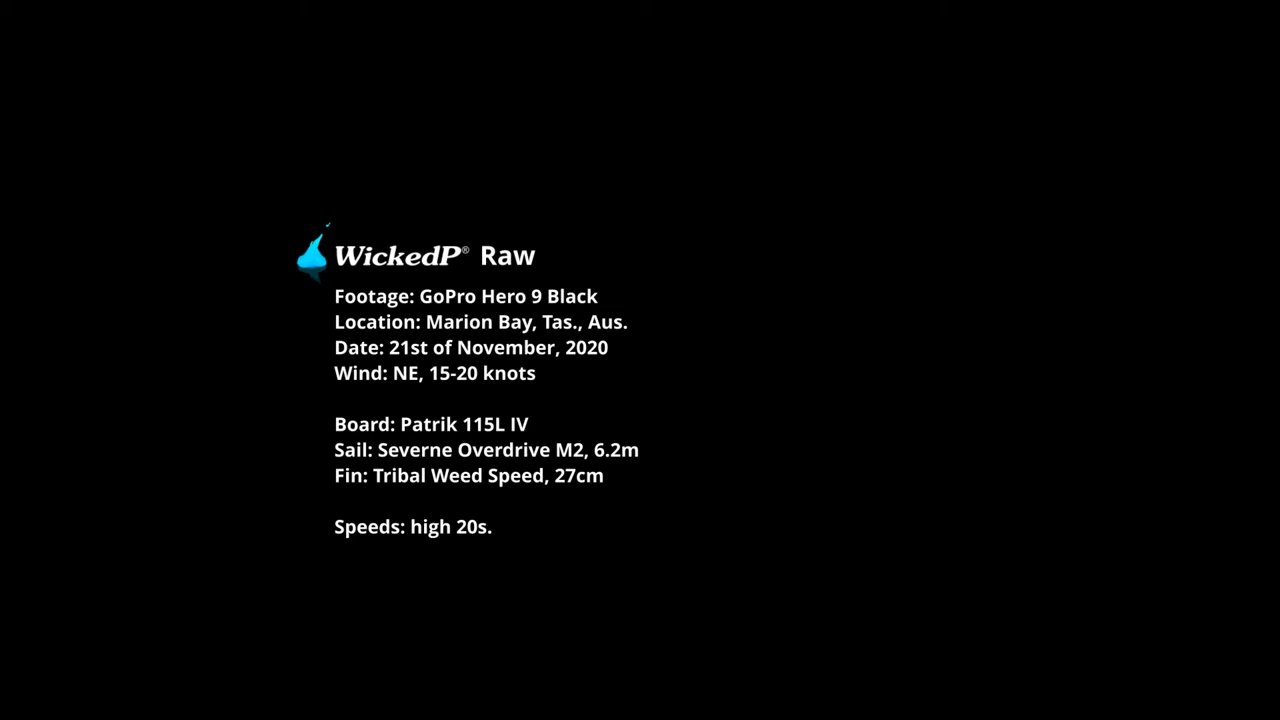 WickedP® Raw
Footage: GoPro Hero 9 Black
Location: Marion Bay, Tas., Aus.
Date: 21st of November, 2020
Wind: NE, 15-20 knots
Board: Patrik 115L IV
Sail: Severne Overdrive M2, 6.2m
Fin: Tribal Weed Speed, 27cm
Speeds: high 20s.